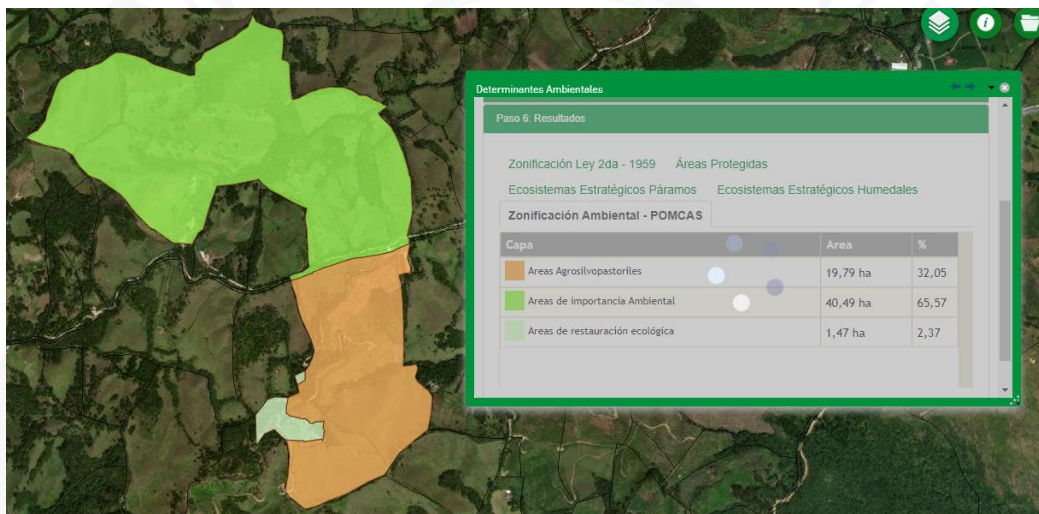 Determinantes Ambientales
Paso 6: Resultados
Zonificación Ley 2da - 1959 Áreas Protegidas
Ecosistemas Estratégicos Páramos Ecosistemas Estratégicos Humedales
Zonificación Ambiental - POMCAS
Capa Area %
Areas Agrosilvopastoriles 19,79 ha 32,05
Areas de importancia Ambiental 40,49 ha 65,57
Areas de restauración ecológica 1,47 ha 2,37